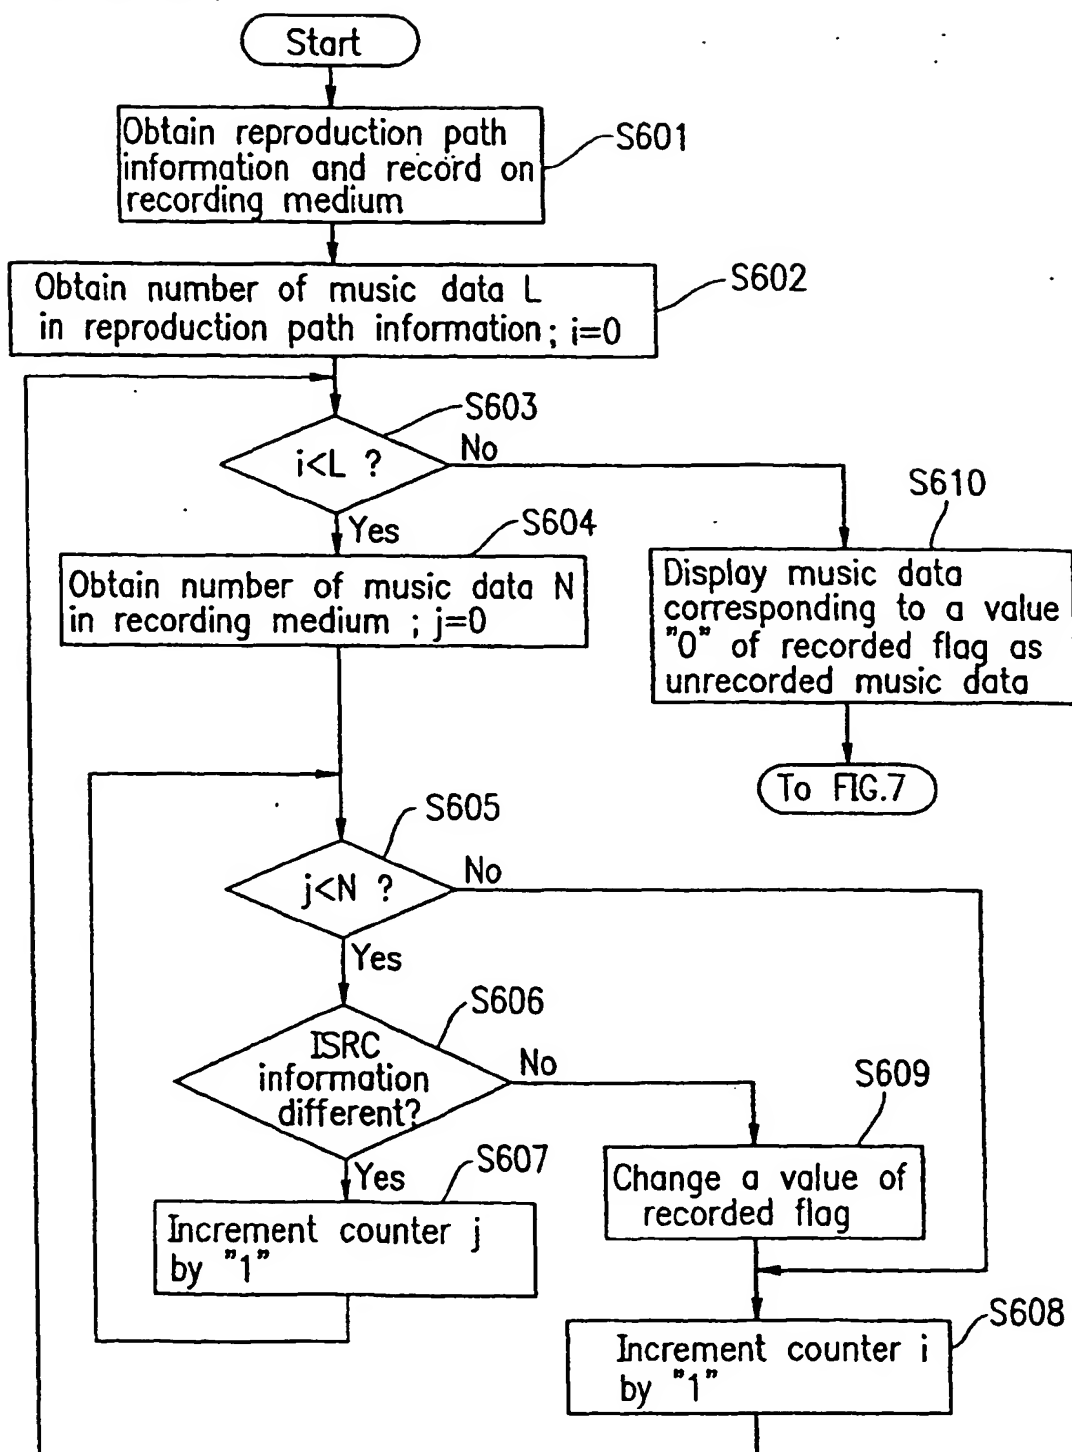 Start
Obtain reproduction path
information and record on
recording medium
S601
Obtain number of music data L
in reproduction path information; i=0
S602
i<L ?
S603
No
Yes
S604
Obtain number of music data N
in recording medium ; j=0
S610
Display music data
corresponding to a value
"0" of recorded flag as
unrecorded music data
To FIG.7
S605
j<N ?
No
Yes
S606
ISRC
information
different?
No
Yes
S607
Increment counter j
by "1"
S609
Change a value of
recorded flag
S608
Increment counter i
by "1"